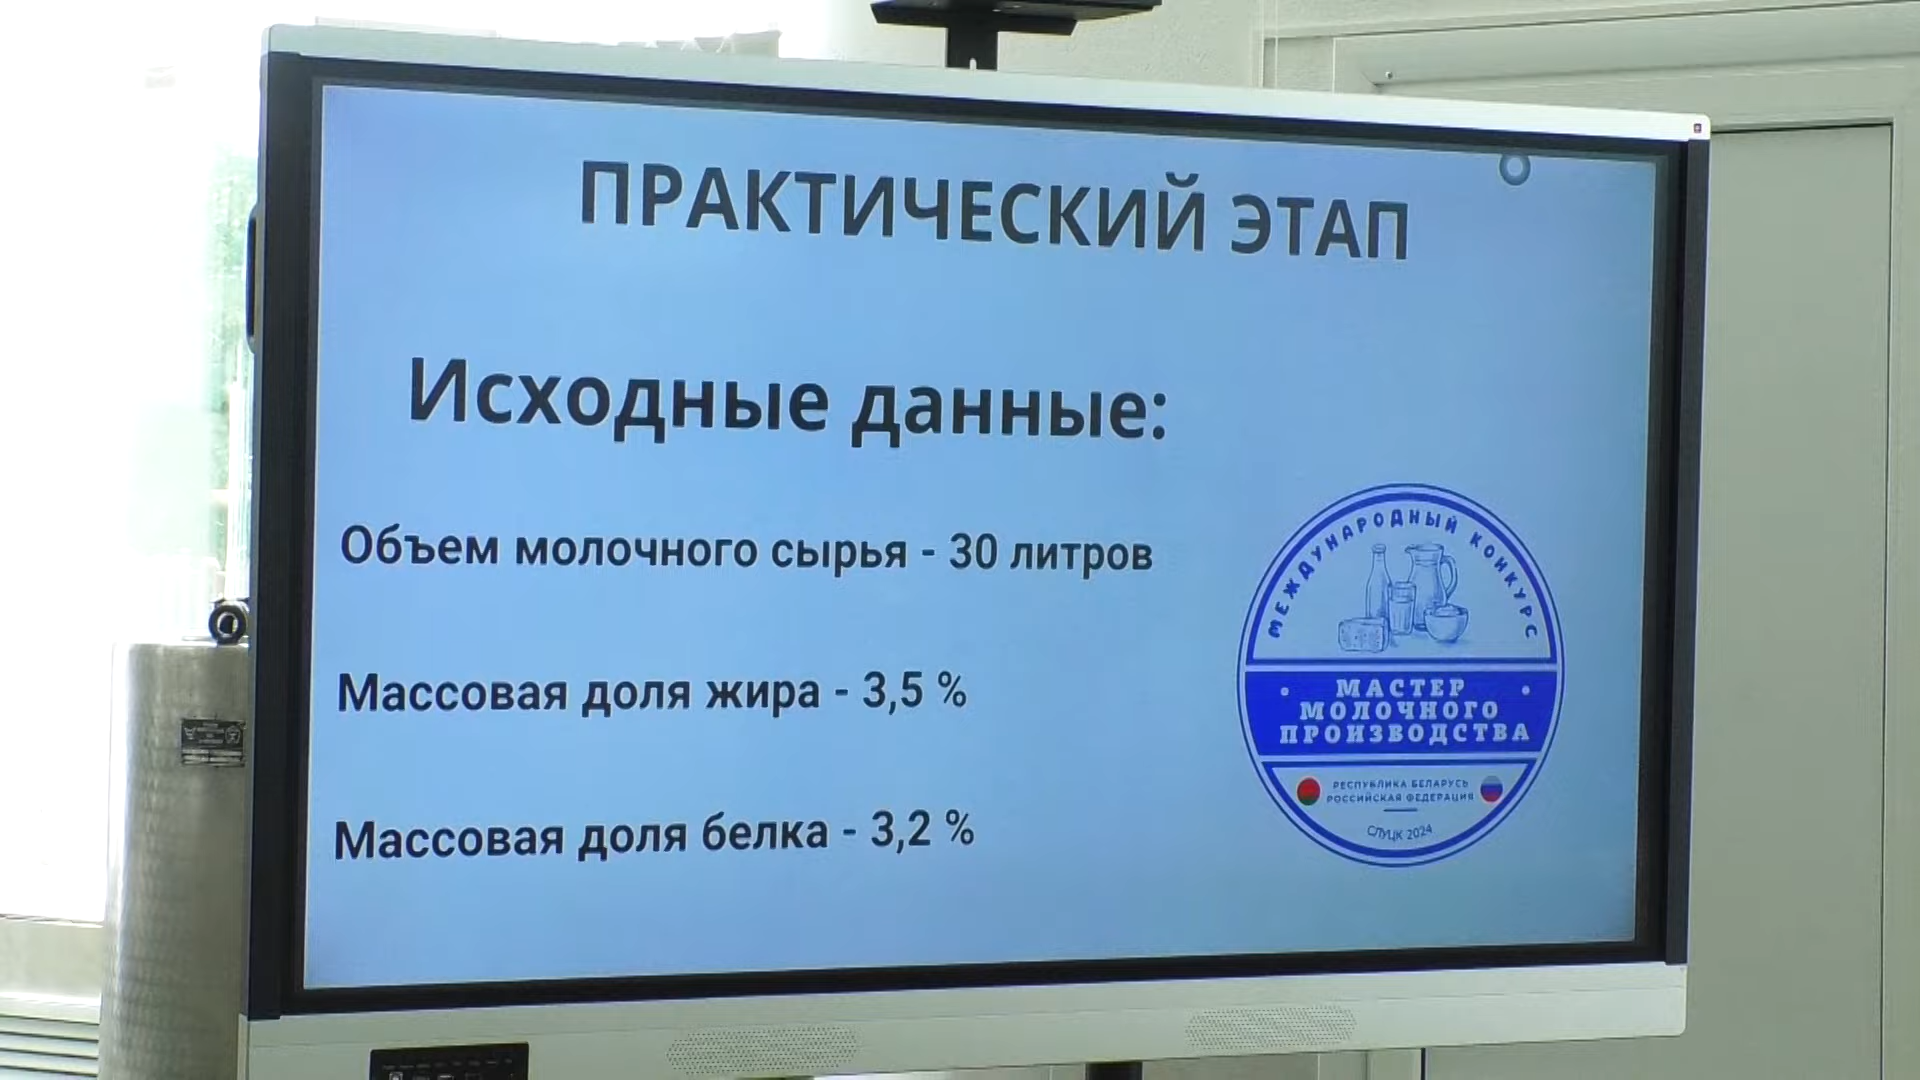 ПРАКТИЧЕСКИЙ ЭТАП
Исходные данные:
Объем молочного сырья - 30 литров
Массовая доля жира - 3,5 %
Массовая доля белка - 3,2 %
МЕЖДУНАРОДНЫЙ КОНКУРС
МАСТЕР
МОЛОЧНОГО
ПРОИЗВОДСТВА
РЕСПУБЛИКА БЕЛАРУСЬ
РОССИЙСКАЯ ФЕДЕРАЦИЯ
СЛУЦК 2024